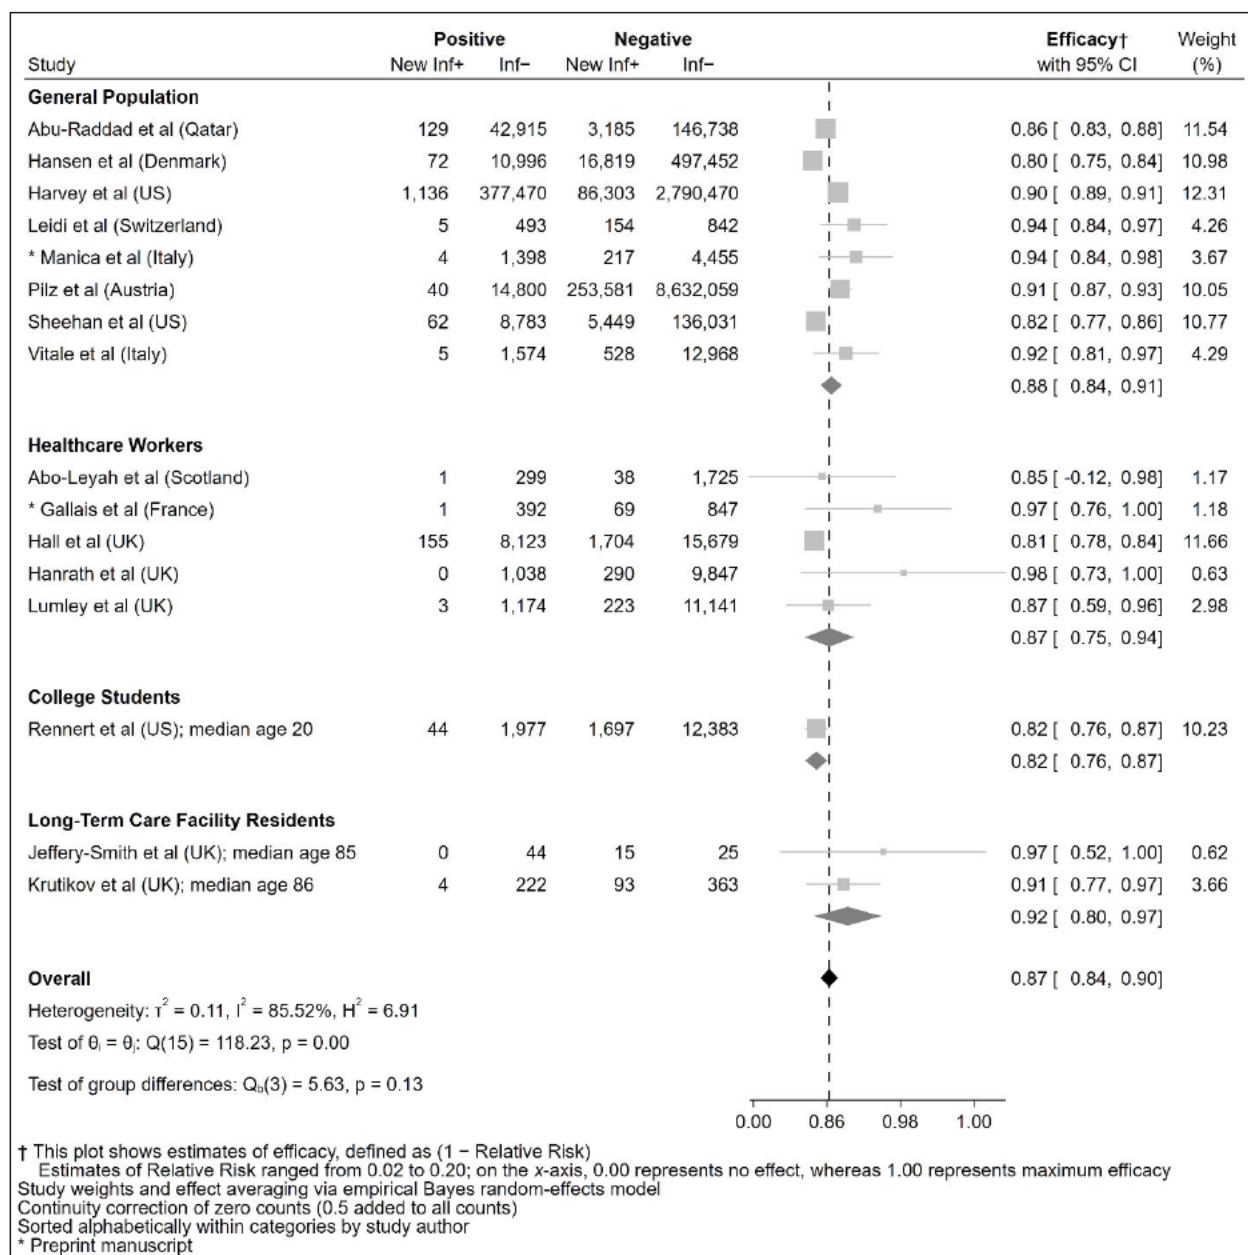 Positive Negative Efficacy† Weight
Study New Inf+ Inf− New Inf+ Inf− with 95% CI (%)
General Population
Abu-Raddad et al (Qatar) 129 42,915 3,185 146,738 0.86 [ 0.83, 0.88] 11.54
Hansen et al (Denmark) 72 10,996 16,819 497,452 0.80 [ 0.75, 0.84] 10.98
Harvey et al (US) 1,136 377,470 86,303 2,790,470 0.90 [ 0.89, 0.91] 12.31
Leidi et al (Switzerland) 5 493 154 842 0.94 [ 0.84, 0.97] 4.26
* Manica et al (Italy) 4 1,398 217 4,455 0.94 [ 0.84, 0.98] 3.67
Pilz et al (Austria) 40 14,800 253,581 8,632,059 0.91 [ 0.87, 0.93] 10.05
Sheehan et al (US) 62 8,783 5,449 136,031 0.82 [ 0.77, 0.86] 10.77
Vitale et al (Italy) 5 1,574 528 12,968 0.92 [ 0.81, 0.97] 4.29
0.88 [ 0.84, 0.91]
Healthcare Workers
Abo-Leyah et al (Scotland) 1 299 38 1,725 0.85 [ -0.12, 0.98] 1.17
* Gallais et al (France) 1 392 69 847 0.97 [ 0.76, 1.00] 1.18
Hall et al (UK) 155 8,123 1,704 15,679 0.81 [ 0.78, 0.84] 11.66
Hanrath et al (UK) 0 1,038 290 9,847 0.98 [ 0.73, 1.00] 0.63
Lumley et al (UK) 3 1,174 223 11,141 0.87 [ 0.59, 0.96] 2.98
0.87 [ 0.75, 0.94]
College Students
Rennert et al (US); median age 20 44 1,977 1,697 12,383 0.82 [ 0.76, 0.87] 10.23
0.82 [ 0.76, 0.87]
Long-Term Care Facility Residents
Jeffery-Smith et al (UK); median age 85 0 44 15 25 0.97 [ 0.52, 1.00] 0.62
Krutikov et al (UK); median age 86 4 222 93 363 0.91 [ 0.77, 0.97] 3.66
0.92 [ 0.80, 0.97]
Overall 0.87 [ 0.84, 0.90]
Heterogeneity: τ² = 0.11, I² = 85.52%, H² = 6.91
Test of θᵢ = θⱼ: Q(15) = 118.23, p = 0.00
Test of group differences: Q_b(3) = 5.63, p = 0.13
0.00 0.86 0.98 1.00
† This plot shows estimates of efficacy, defined as (1 − Relative Risk)
Estimates of Relative Risk ranged from 0.02 to 0.20; on the x-axis, 0.00 represents no effect, whereas 1.00 represents maximum efficacy
Study weights and effect averaging via empirical Bayes random-effects model
Continuity correction of zero counts (0.5 added to all counts)
Sorted alphabetically within categories by study author
* Preprint manuscript